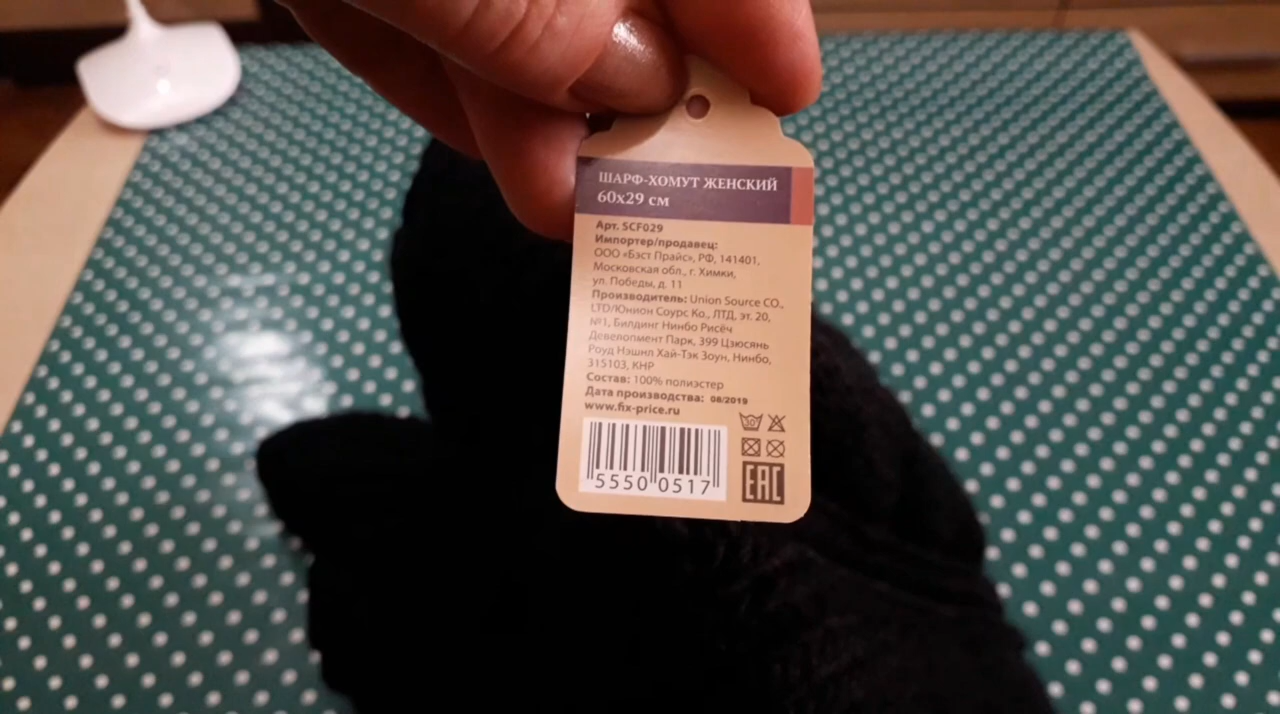 ШАРФ-ХОМУТ ЖЕНСКИЙ
60х29 см
Арт. SCF029
Импортер/продавец:
ООО «Бэст Прайс», РФ, 141401,
Московская обл., г. Химки,
ул. Победы, д. 11
Производитель: Union Source CO.,
LTD/Юнион Соурс Ко., ЛТД, эт. 20,
№1, Билдинг Нинбо Рисёч
Девелопмент Парк, 399 Цзюсянь
Роуд Нэшнл Хай-Тэк Зоун, Нинбо,
315103, КНР
Состав: 100% полиэстер
Дата производства: 08/2019
www.fix-price.ru
30
5550 0517
EAC